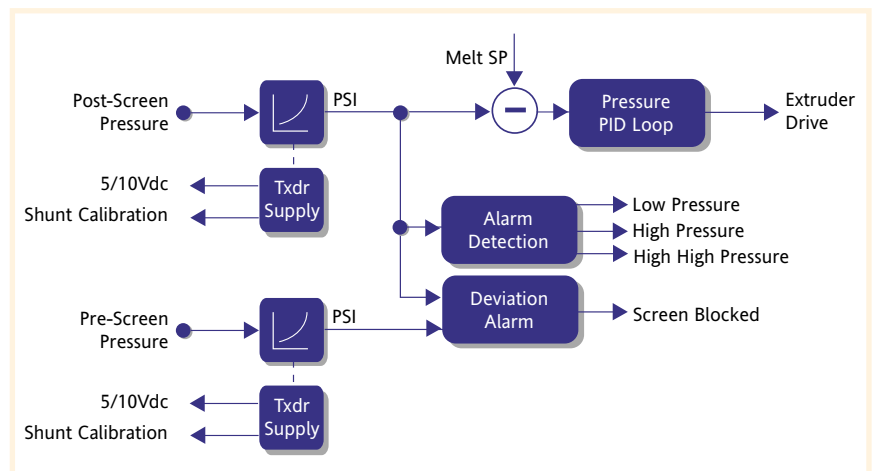 Melt SP
Post-Screen
Pressure
PSI
Pressure
PID Loop
Extruder
Drive
5/10Vdc
Shunt Calibration
Txdr
Supply
Alarm
Detection
Low Pressure
High Pressure
High High Pressure
Pre-Screen
Pressure
PSI
Deviation
Alarm
Screen Blocked
5/10Vdc
Shunt Calibration
Txdr
Supply